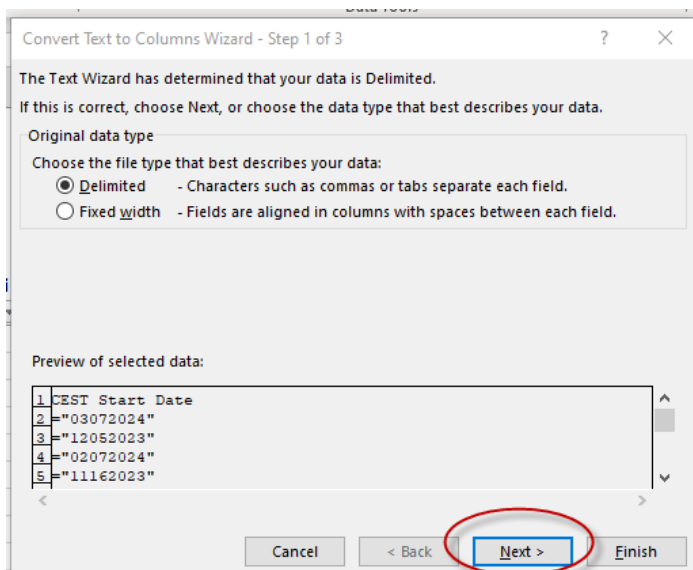 Data Tools
Convert Text to Columns Wizard - Step 1 of 3 ?
The Text Wizard has determined that your data is Delimited.
If this is correct, choose Next, or choose the data type that best describes your data.
Original data type
Choose the file type that best describes your data:
Delimited - Characters such as commas or tabs separate each field.
Fixed width - Fields are aligned in columns with spaces between each field.
Preview of selected data:
1 CEST Start Date
2 ="03072024"
3 ="12052023"
4 ="02072024"
5 ="11162023"
Cancel < Back Next > Finish